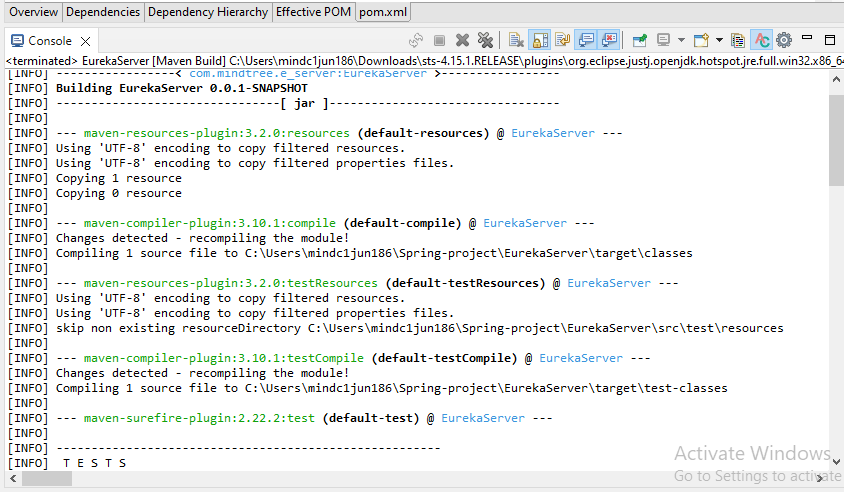 Overview Dependencies Dependency Hierarchy Effective POM pom.xml
Console
<terminated> EurekaServer [Maven Build] C:\Users\mindc1jun186\Downloads\sts-4.15.1.RELEASE\plugins\org.eclipse.justj.openjdk.hotspot.jre.full.win32.x86_64
[INFO] -----------------< com.mindtree.e_server:EurekaServer >-----------------
[INFO] Building EurekaServer 0.0.1-SNAPSHOT
[INFO] --------------------------------[ jar ]---------------------------------
[INFO]
[INFO] --- maven-resources-plugin:3.2.0:resources (default-resources) @ EurekaServer ---
[INFO] Using 'UTF-8' encoding to copy filtered resources.
[INFO] Using 'UTF-8' encoding to copy filtered properties files.
[INFO] Copying 1 resource
[INFO] Copying 0 resource
[INFO]
[INFO] --- maven-compiler-plugin:3.10.1:compile (default-compile) @ EurekaServer ---
[INFO] Changes detected - recompiling the module!
[INFO] Compiling 1 source file to C:\Users\mindc1jun186\Spring-project\EurekaServer\target\classes
[INFO]
[INFO] --- maven-resources-plugin:3.2.0:testResources (default-testResources) @ EurekaServer ---
[INFO] Using 'UTF-8' encoding to copy filtered resources.
[INFO] Using 'UTF-8' encoding to copy filtered properties files.
[INFO] skip non existing resourceDirectory C:\Users\mindc1jun186\Spring-project\EurekaServer\src\test\resources
[INFO]
[INFO] --- maven-compiler-plugin:3.10.1:testCompile (default-testCompile) @ EurekaServer ---
[INFO] Changes detected - recompiling the module!
[INFO] Compiling 1 source file to C:\Users\mindc1jun186\Spring-project\EurekaServer\target\test-classes
[INFO]
[INFO] --- maven-surefire-plugin:2.22.2:test (default-test) @ EurekaServer ---
[INFO]
[INFO] -------------------------------------------------------
[INFO]  T E S T S
Activate Windows
Go to Settings to activate